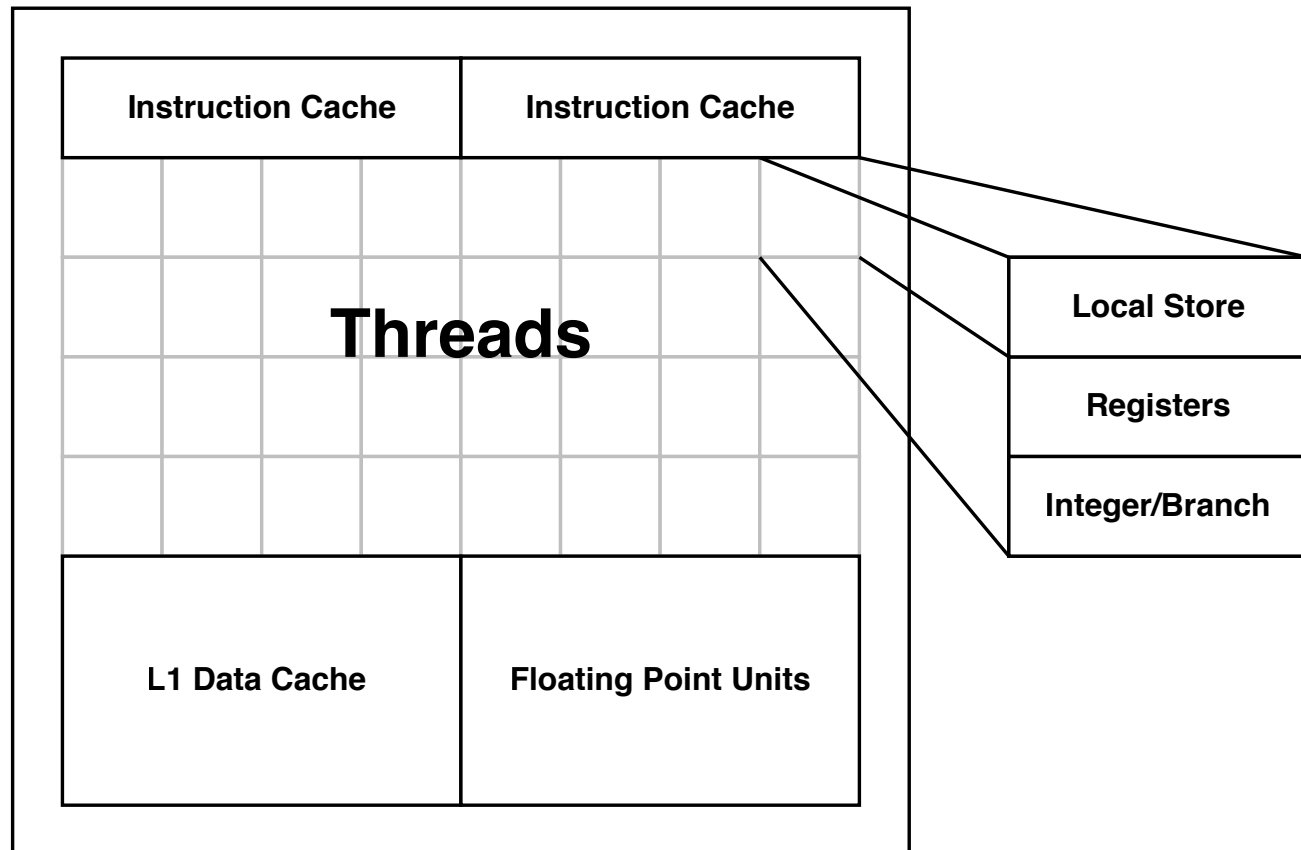 Instruction Cache
Instruction Cache
Threads
Local Store
Registers
Integer/Branch
L1 Data Cache
Floating Point Units